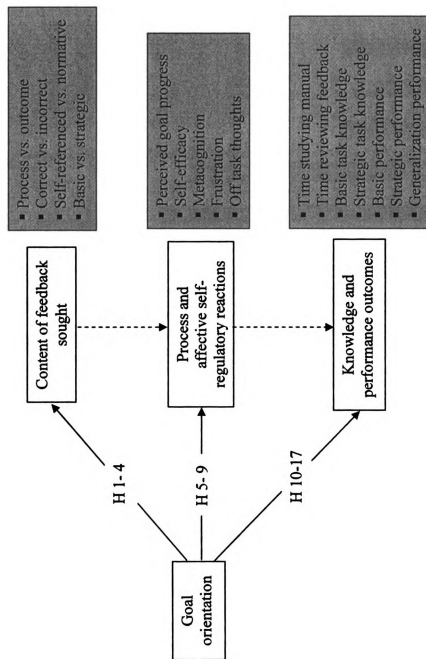 Goal
orientation
H 1- 4
H 5- 9
H 10-17
Content of feedback
sought
Process and
affective self-
regulatory reactions
Knowledge and
performance outcomes
▪ Process vs. outcome
▪ Correct vs. incorrect
▪ Self-referenced vs. normative
▪ Basic vs. strategic
▪ Perceived goal progress
▪ Self-efficacy
▪ Metacognition
▪ Frustration
▪ Off task thoughts
▪ Time studying manual
▪ Time reviewing feedback
▪ Basic task knowledge
▪ Strategic task knowledge
▪ Basic performance
▪ Strategic performance
▪ Generalization performance